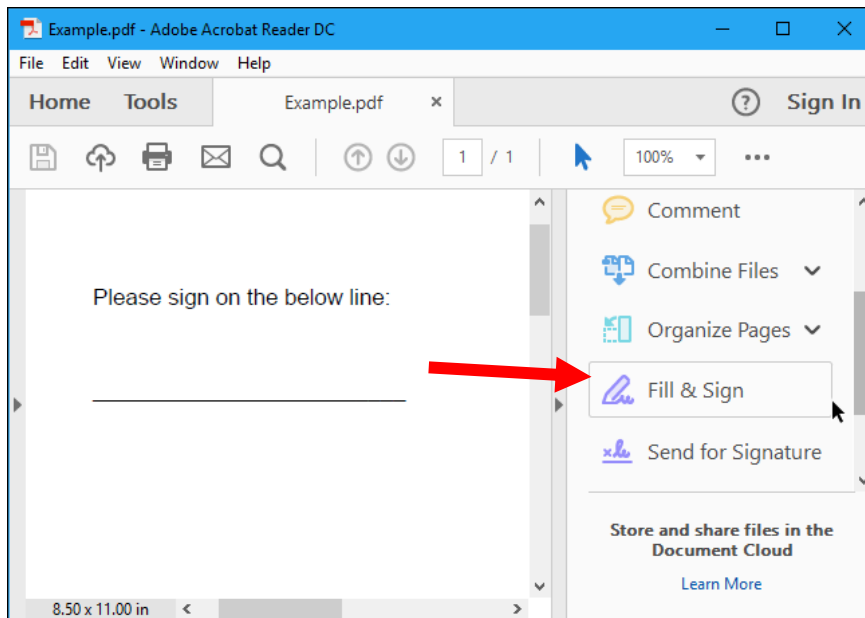 Example.pdf - Adobe Acrobat Reader DC
File Edit View Window Help
Home Tools Example.pdf × ? Sign In
1 / 1 100%
Comment
Combine Files
Organize Pages
Fill & Sign
Send for Signature
Store and share files in the
Document Cloud
Learn More
Please sign on the below line:
8.50 x 11.00 in